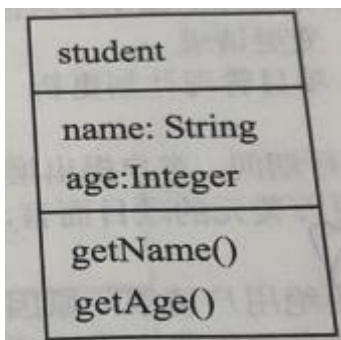 student
name: String
age:Integer
getName()
getAge()